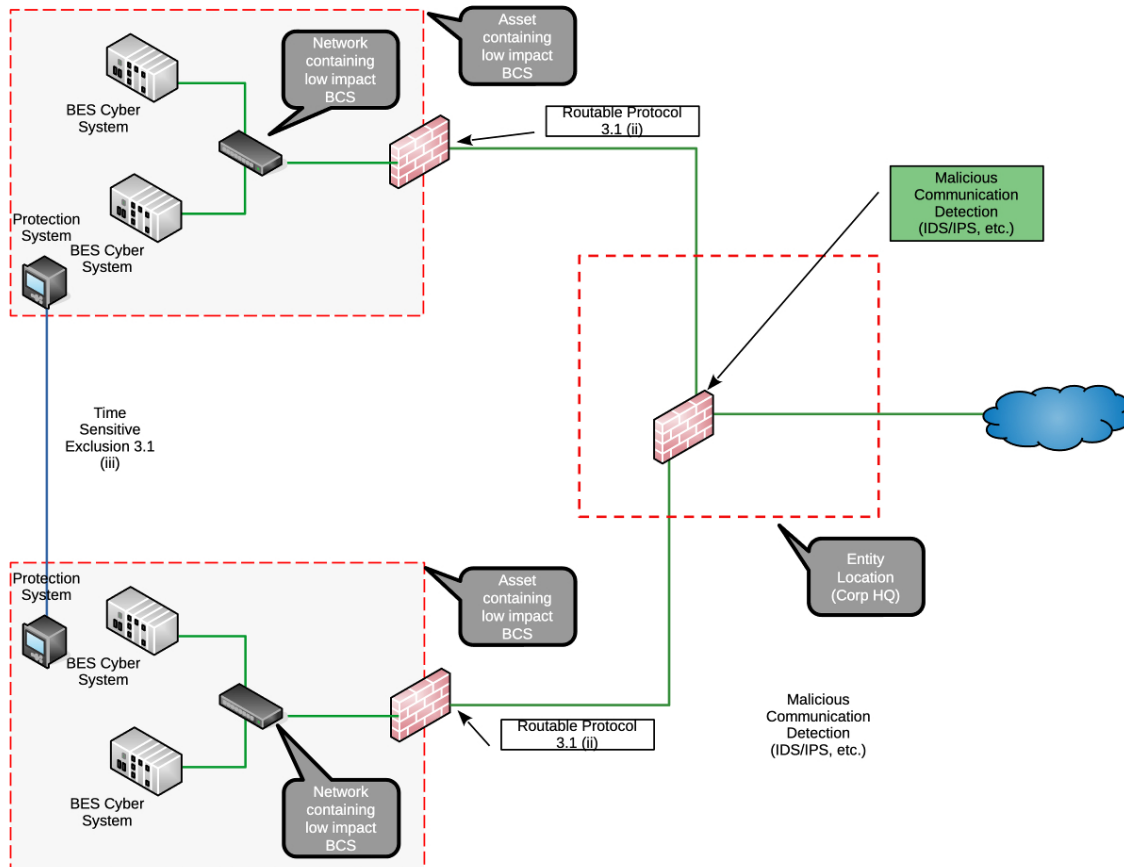 Asset
containing
low impact
BCS
Network
containing
low impact
BCS
BES Cyber
System
Routable Protocol
3.1 (ii)
Malicious
Communication
Detection
(IDS/IPS, etc.)
Protection
System
BES Cyber
System
Time
Sensitive
Exclusion 3.1
(iii)
Entity
Location
(Corp HQ)
Protection
System
Asset
containing
low impact
BCS
BES Cyber
System
Routable Protocol
3.1 (ii)
Malicious
Communication
Detection
(IDS/IPS, etc.)
BES Cyber
System
Network
containing
low impact
BCS